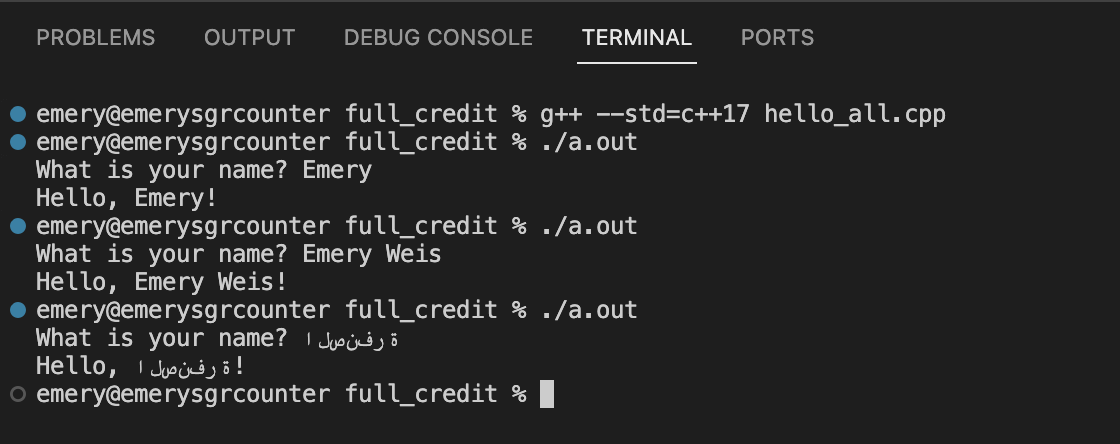 PROBLEMS OUTPUT DEBUG CONSOLE TERMINAL PORTS
emery@emerysgrcounter full_credit % g++ --std=c++17 hello_all.cpp
emery@emerysgrcounter full_credit % ./a.out
What is your name? Emery
Hello, Emery!
emery@emerysgrcounter full_credit % ./a.out
What is your name? Emery Weis
Hello, Emery Weis!
emery@emerysgrcounter full_credit % ./a.out
What is your name? الصنفرة
Hello, الصنفرة!
emery@emerysgrcounter full_credit %